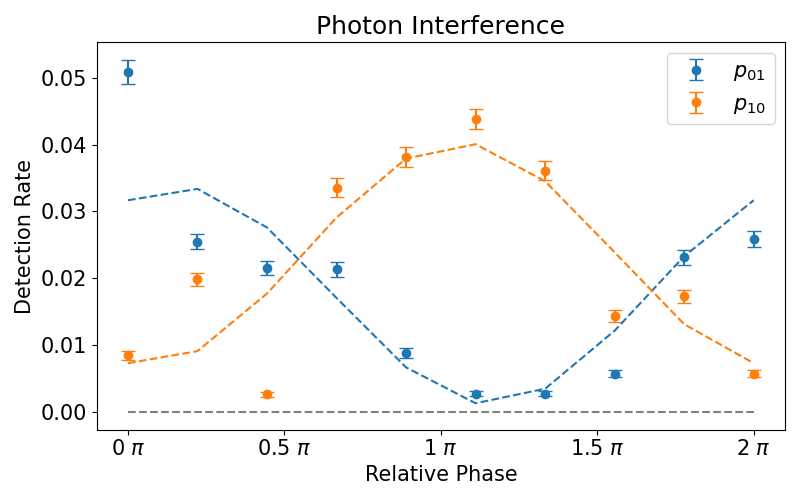 Photon Interference
p01
p10
0.05
0.04
0.03
0.02
0.01
0.00
Detection Rate
0 π
0.5 π
1 π
1.5 π
2 π
Relative Phase